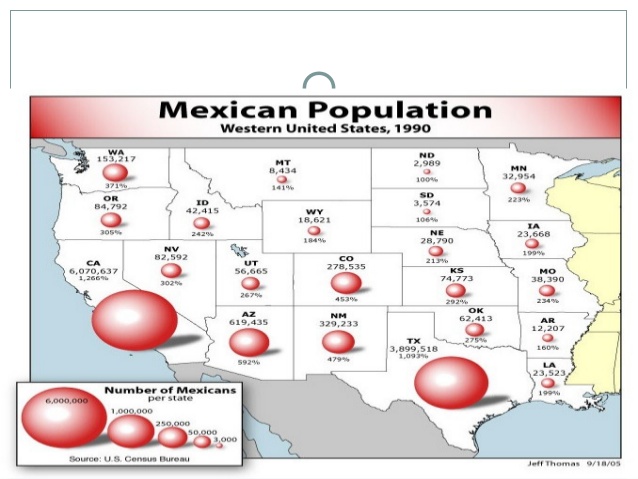 Mexican Population
Western United States, 1990
WA
153,217
371%
MT
8,434
141%
ND
2,989
100%
MN
32,954
223%
OR
84,792
305%
ID
42,415
242%
WY
18,621
184%
SD
3,574
106%
IA
23,668
199%
NE
28,790
213%
CA
6,070,637
1,266%
NV
82,592
302%
UT
56,665
267%
CO
278,535
453%
KS
74,773
292%
MO
38,390
234%
AZ
619,435
592%
NM
329,233
479%
OK
62,413
275%
AR
12,207
160%
TX
3,899,518
1,093%
LA
23,523
199%
Number of Mexicans
per state
6,000,000
1,000,000
250,000
50,000
3,000
Source: U.S. Census Bureau
Jeff Thomas 9/18/05